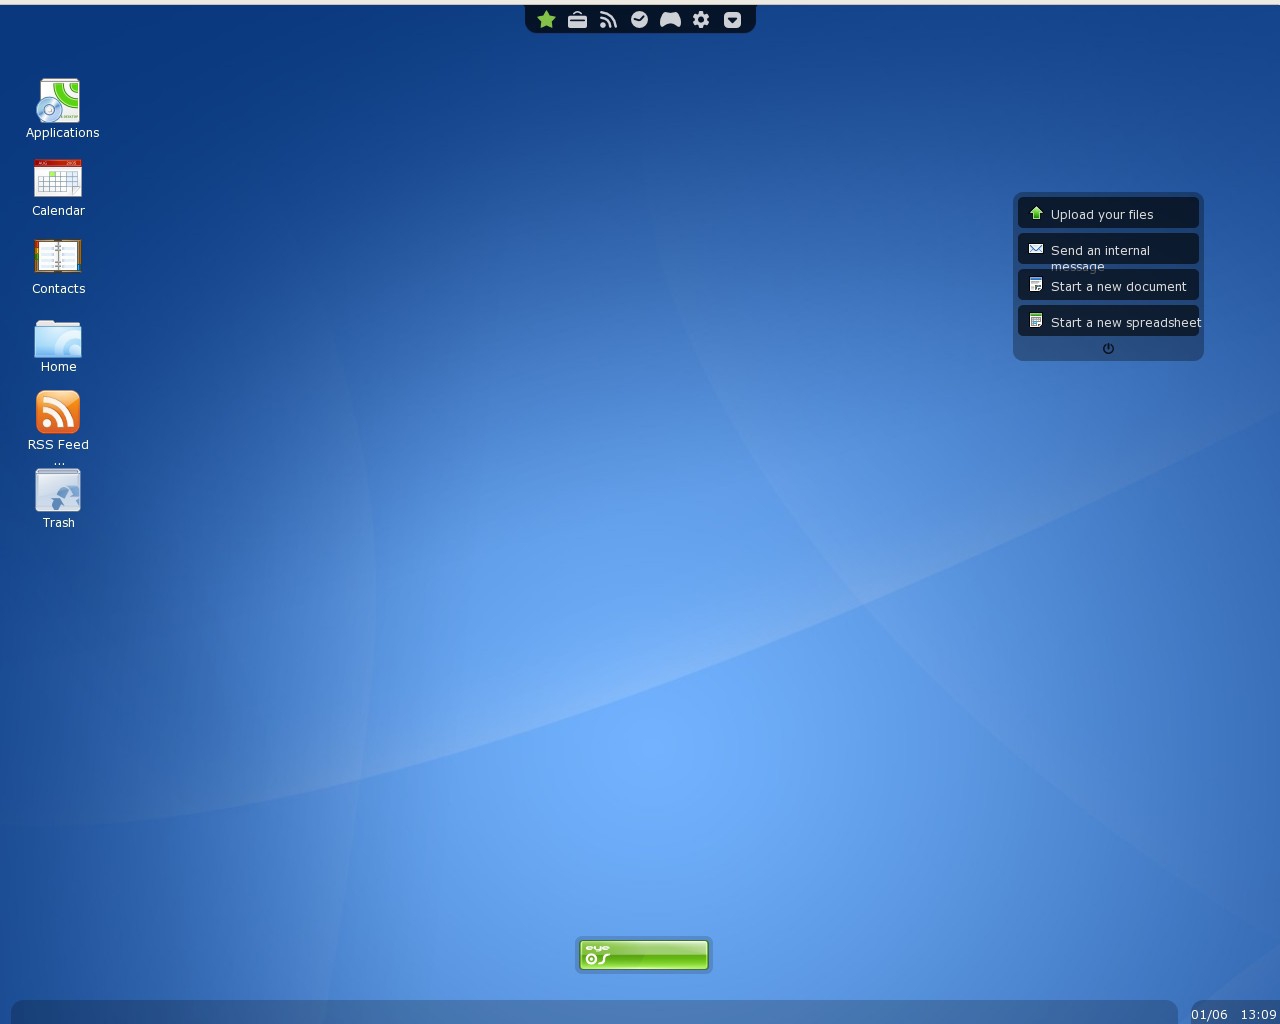 Applications
Calendar
Contacts
Home
RSS Feed
...
Trash
Upload your files
Send an internal
message
Start a new document
Start a new spreadsheet
eye
OS
01/06 13:09